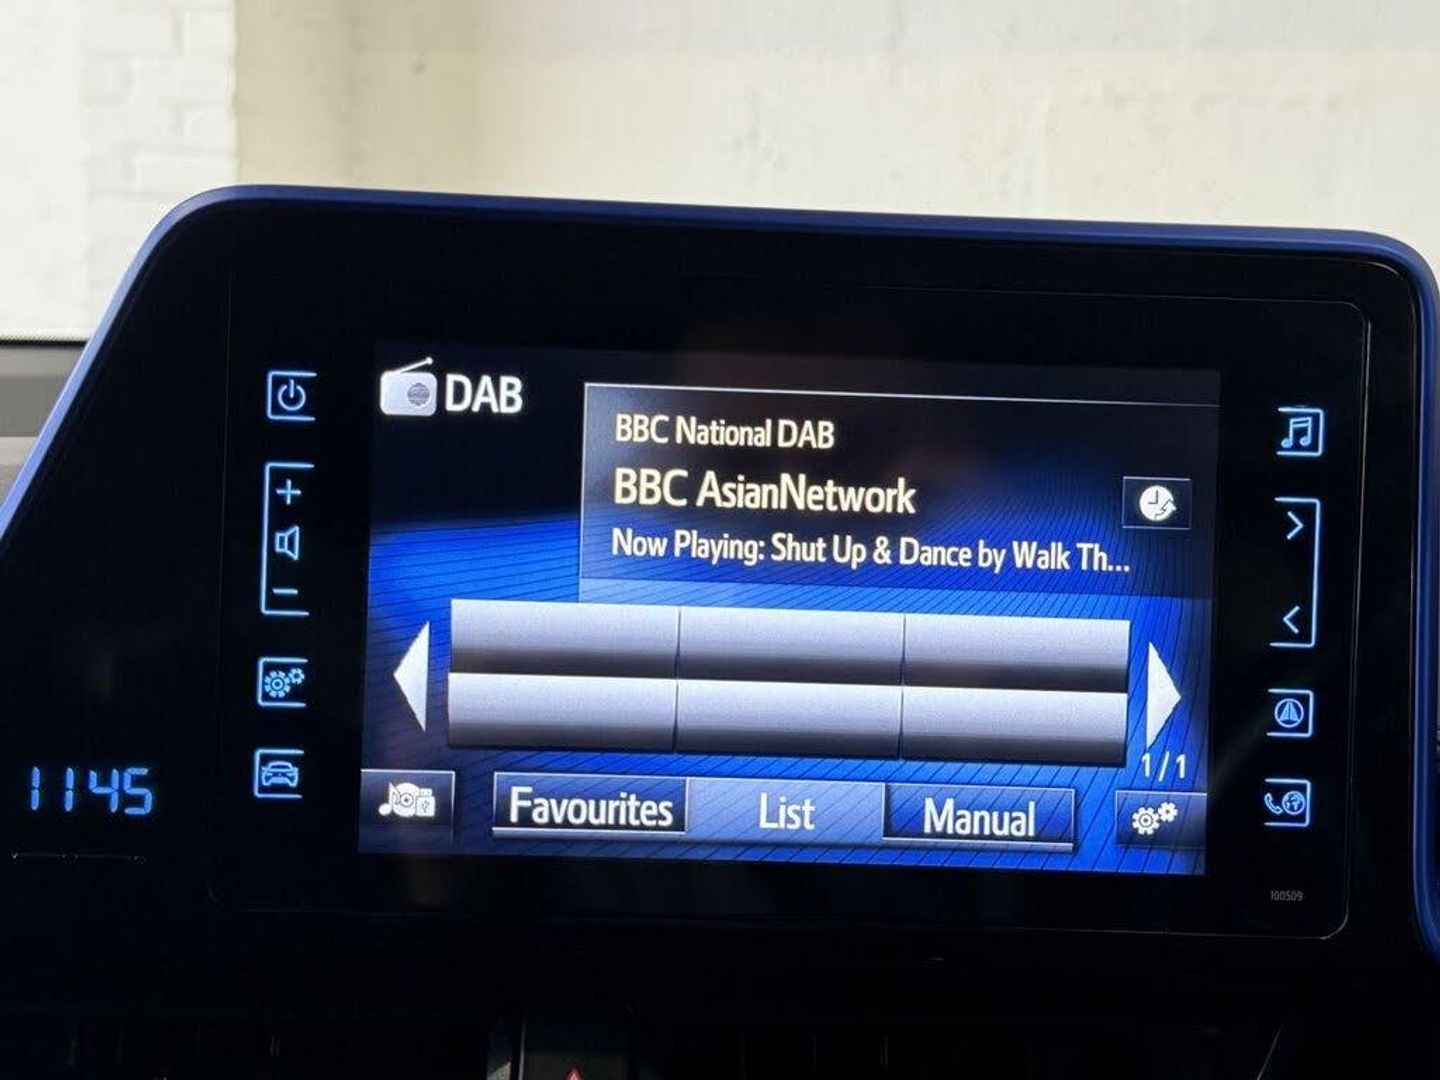 DAB
BBC National DAB
BBC AsianNetwork
Now Playing: Shut Up & Dance by Walk Th...
1/1
Favourites List Manual
1145
100509